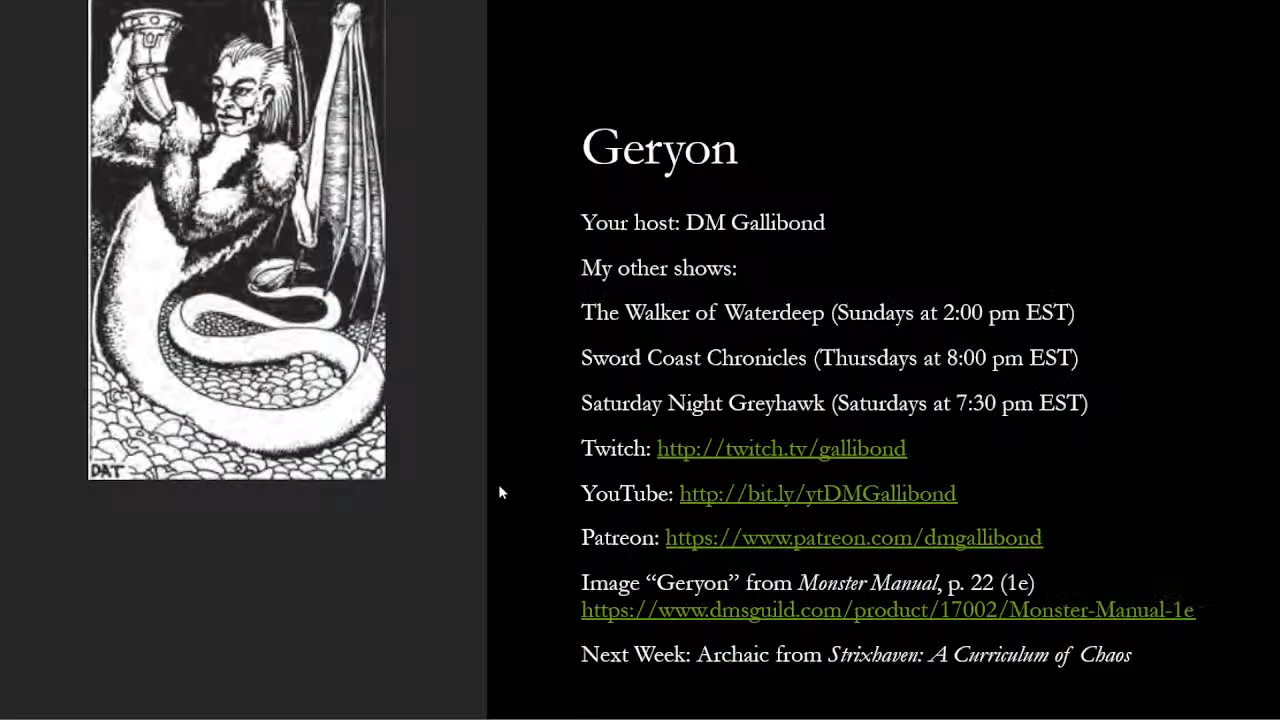 Geryon
Your host: DM Gallibond
My other shows:
The Walker of Waterdeep (Sundays at 2:00 pm EST)
Sword Coast Chronicles (Thursdays at 8:00 pm EST)
Saturday Night Greyhawk (Saturdays at 7:30 pm EST)
Twitch: http://twitch.tv/gallibond
YouTube: http://bit.ly/ytDMGallibond
Patreon: https://www.patreon.com/dmgallibond
Image “Geryon” from Monster Manual, p. 22 (1e)
https://www.dmsguild.com/product/17002/Monster-Manual-1e
Next Week: Archaic from Strixhaven: A Curriculum of Chaos
DAT